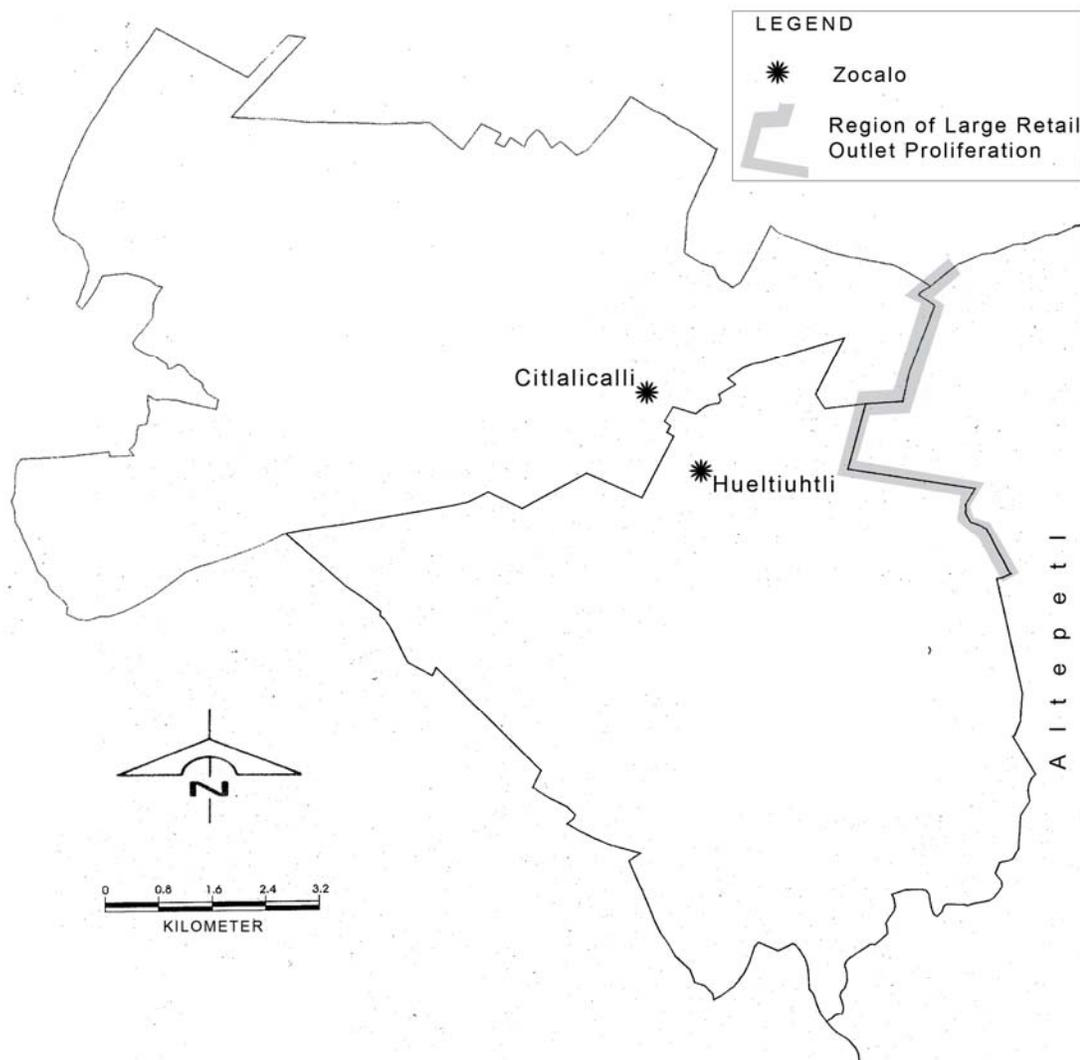 LEGEND
Zocalo
Region of Large Retail
Outlet Proliferation
Citlalicalli
Hueltiuhtli
Altepetl
N
0 0.8 1.6 2.4 3.2
KILOMETER